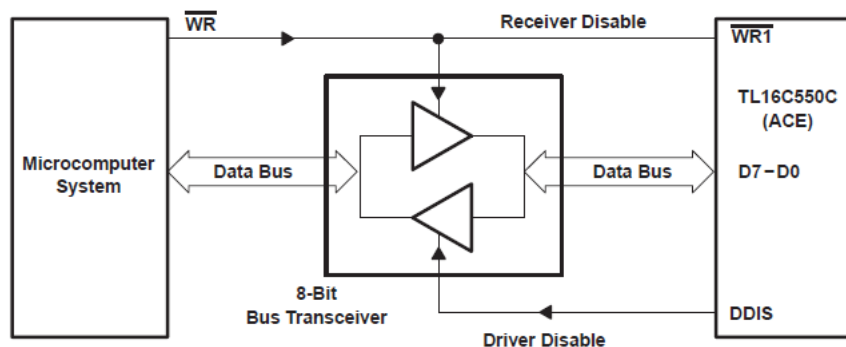 WR
Receiver Disable
WR1
TL16C550C
(ACE)
Microcomputer
System
Data Bus
Data Bus
D7−D0
8-Bit
Bus Transceiver
DDIS
Driver Disable